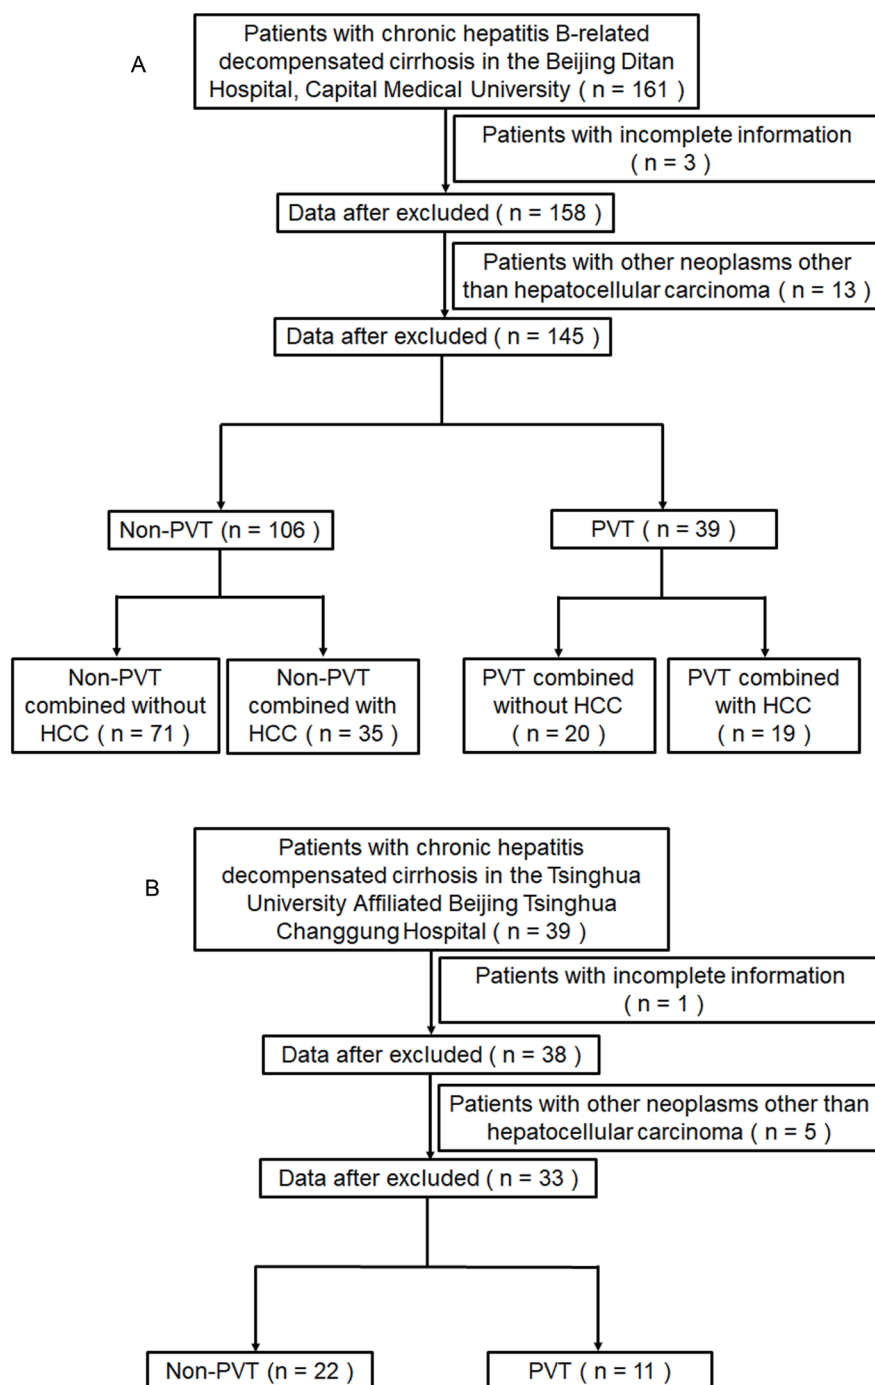 A
Patients with chronic hepatitis B-related
decompensated cirrhosis in the Beijing Ditan
Hospital, Capital Medical University ( n = 161 )
Patients with incomplete information
( n = 3 )
Data after excluded ( n = 158 )
Patients with other neoplasms other
than hepatocellular carcinoma ( n = 13 )
Data after excluded ( n = 145 )
Non-PVT (n = 106 )
PVT ( n = 39 )
Non-PVT
combined without
HCC ( n = 71 )
Non-PVT
combined with
HCC ( n = 35 )
PVT combined
without HCC
( n = 20 )
PVT combined
with HCC
( n = 19 )
B
Patients with chronic hepatitis
decompensated cirrhosis in the Tsinghua
University Affiliated Beijing Tsinghua
Changgung Hospital ( n = 39 )
Patients with incomplete information
( n = 1 )
Data after excluded ( n = 38 )
Patients with other neoplasms other than
hepatocellular carcinoma ( n = 5 )
Data after excluded ( n = 33 )
Non-PVT (n = 22 )
PVT ( n = 11 )